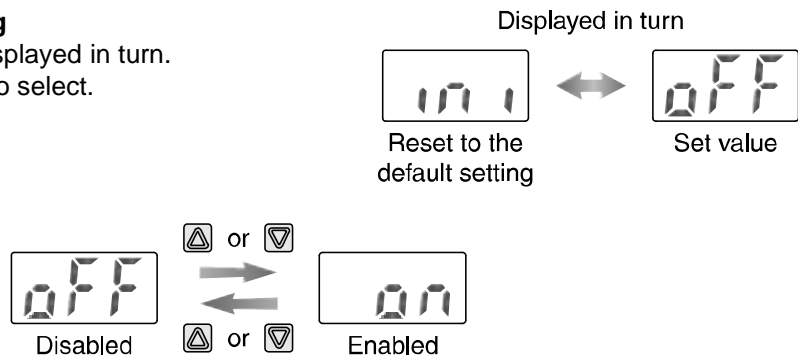 g
splayed in turn.
o select.
Displayed in turn
ini
oFF
Reset to the
default setting
Set value
or
oFF
on
Disabled
or
Enabled